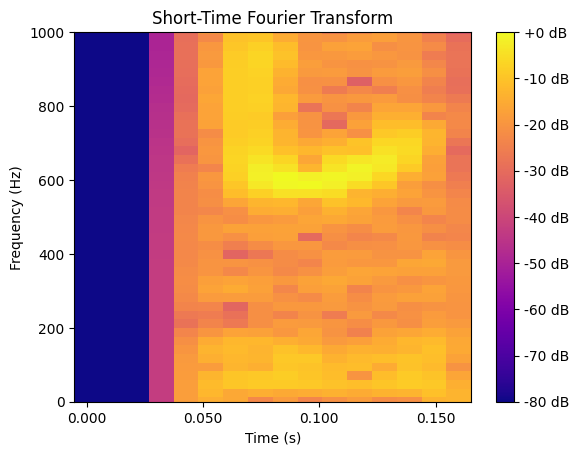 Short-Time Fourier Transform
1000
800
600
400
200
0
Frequency (Hz)
0.000
0.050
0.100
0.150
Time (s)
+0 dB
-10 dB
-20 dB
-30 dB
-40 dB
-50 dB
-60 dB
-70 dB
-80 dB